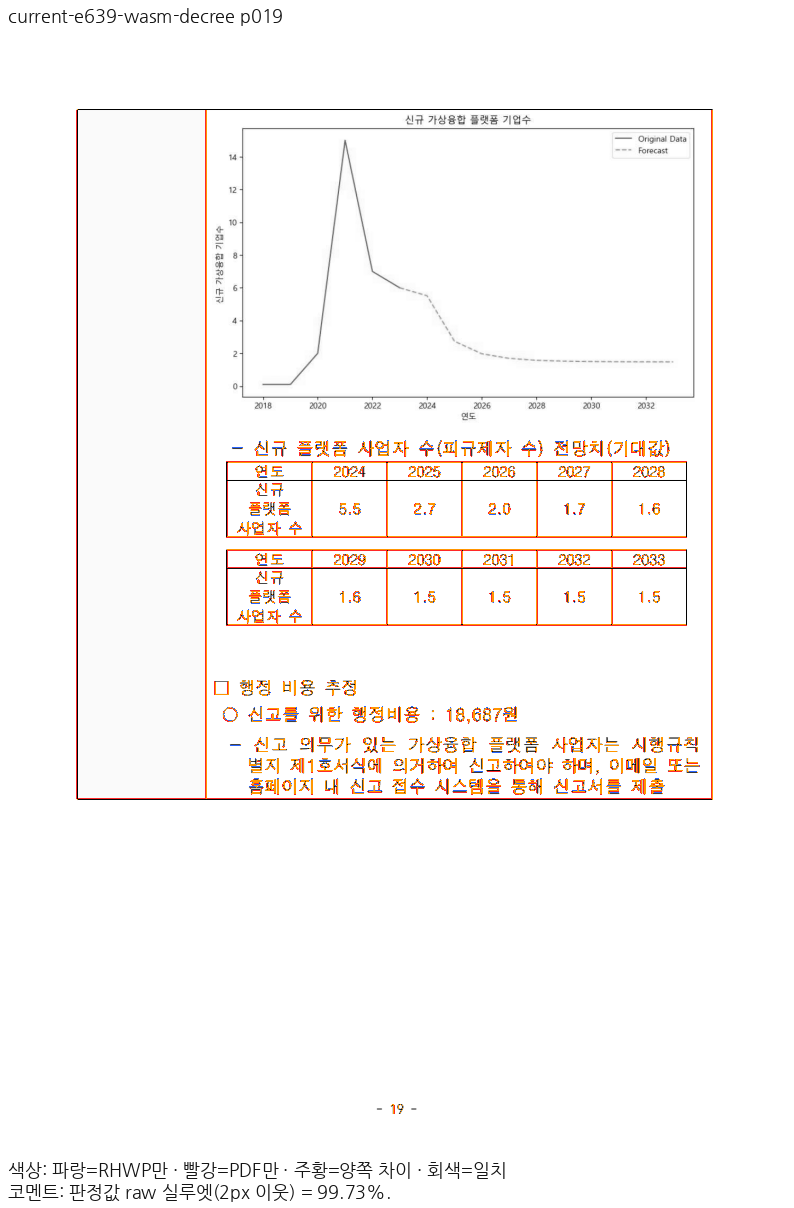 current-e639-wasm-decree p019
신규 가상융합 플랫폼 기업수
Original Data
Forecast
신규 가상융합 기업수
14
12
10
8
6
4
2
0
2018 2020 2022 2024 2026 2028 2030 2032
연도
- 신규 플랫폼 사업자 수(피규제자 수) 전망치(기대값)
연도 2024 2025 2026 2027 2028
신규
플랫폼 5.5 2.7 2.0 1.7 1.6
사업자 수
연도 2029 2030 2031 2032 2033
신규
플랫폼 1.6 1.5 1.5 1.5 1.5
사업자 수
□ 행정 비용 추정
○ 신고를 위한 행정비용 : 18,687원
- 신고 의무가 있는 가상융합 플랫폼 사업자는 시행규칙
별지 제1호서식에 의거하여 신고하여야 하며, 이메일 또는
홈페이지 내 신고 접수 시스템을 통해 신고서를 제출
- 19 -
색상: 파랑=RHWP만 · 빨강=PDF만 · 주황=양쪽 차이 · 회색=일치
코멘트: 판정값 raw 실루엣(2px 이웃) = 99.73%.